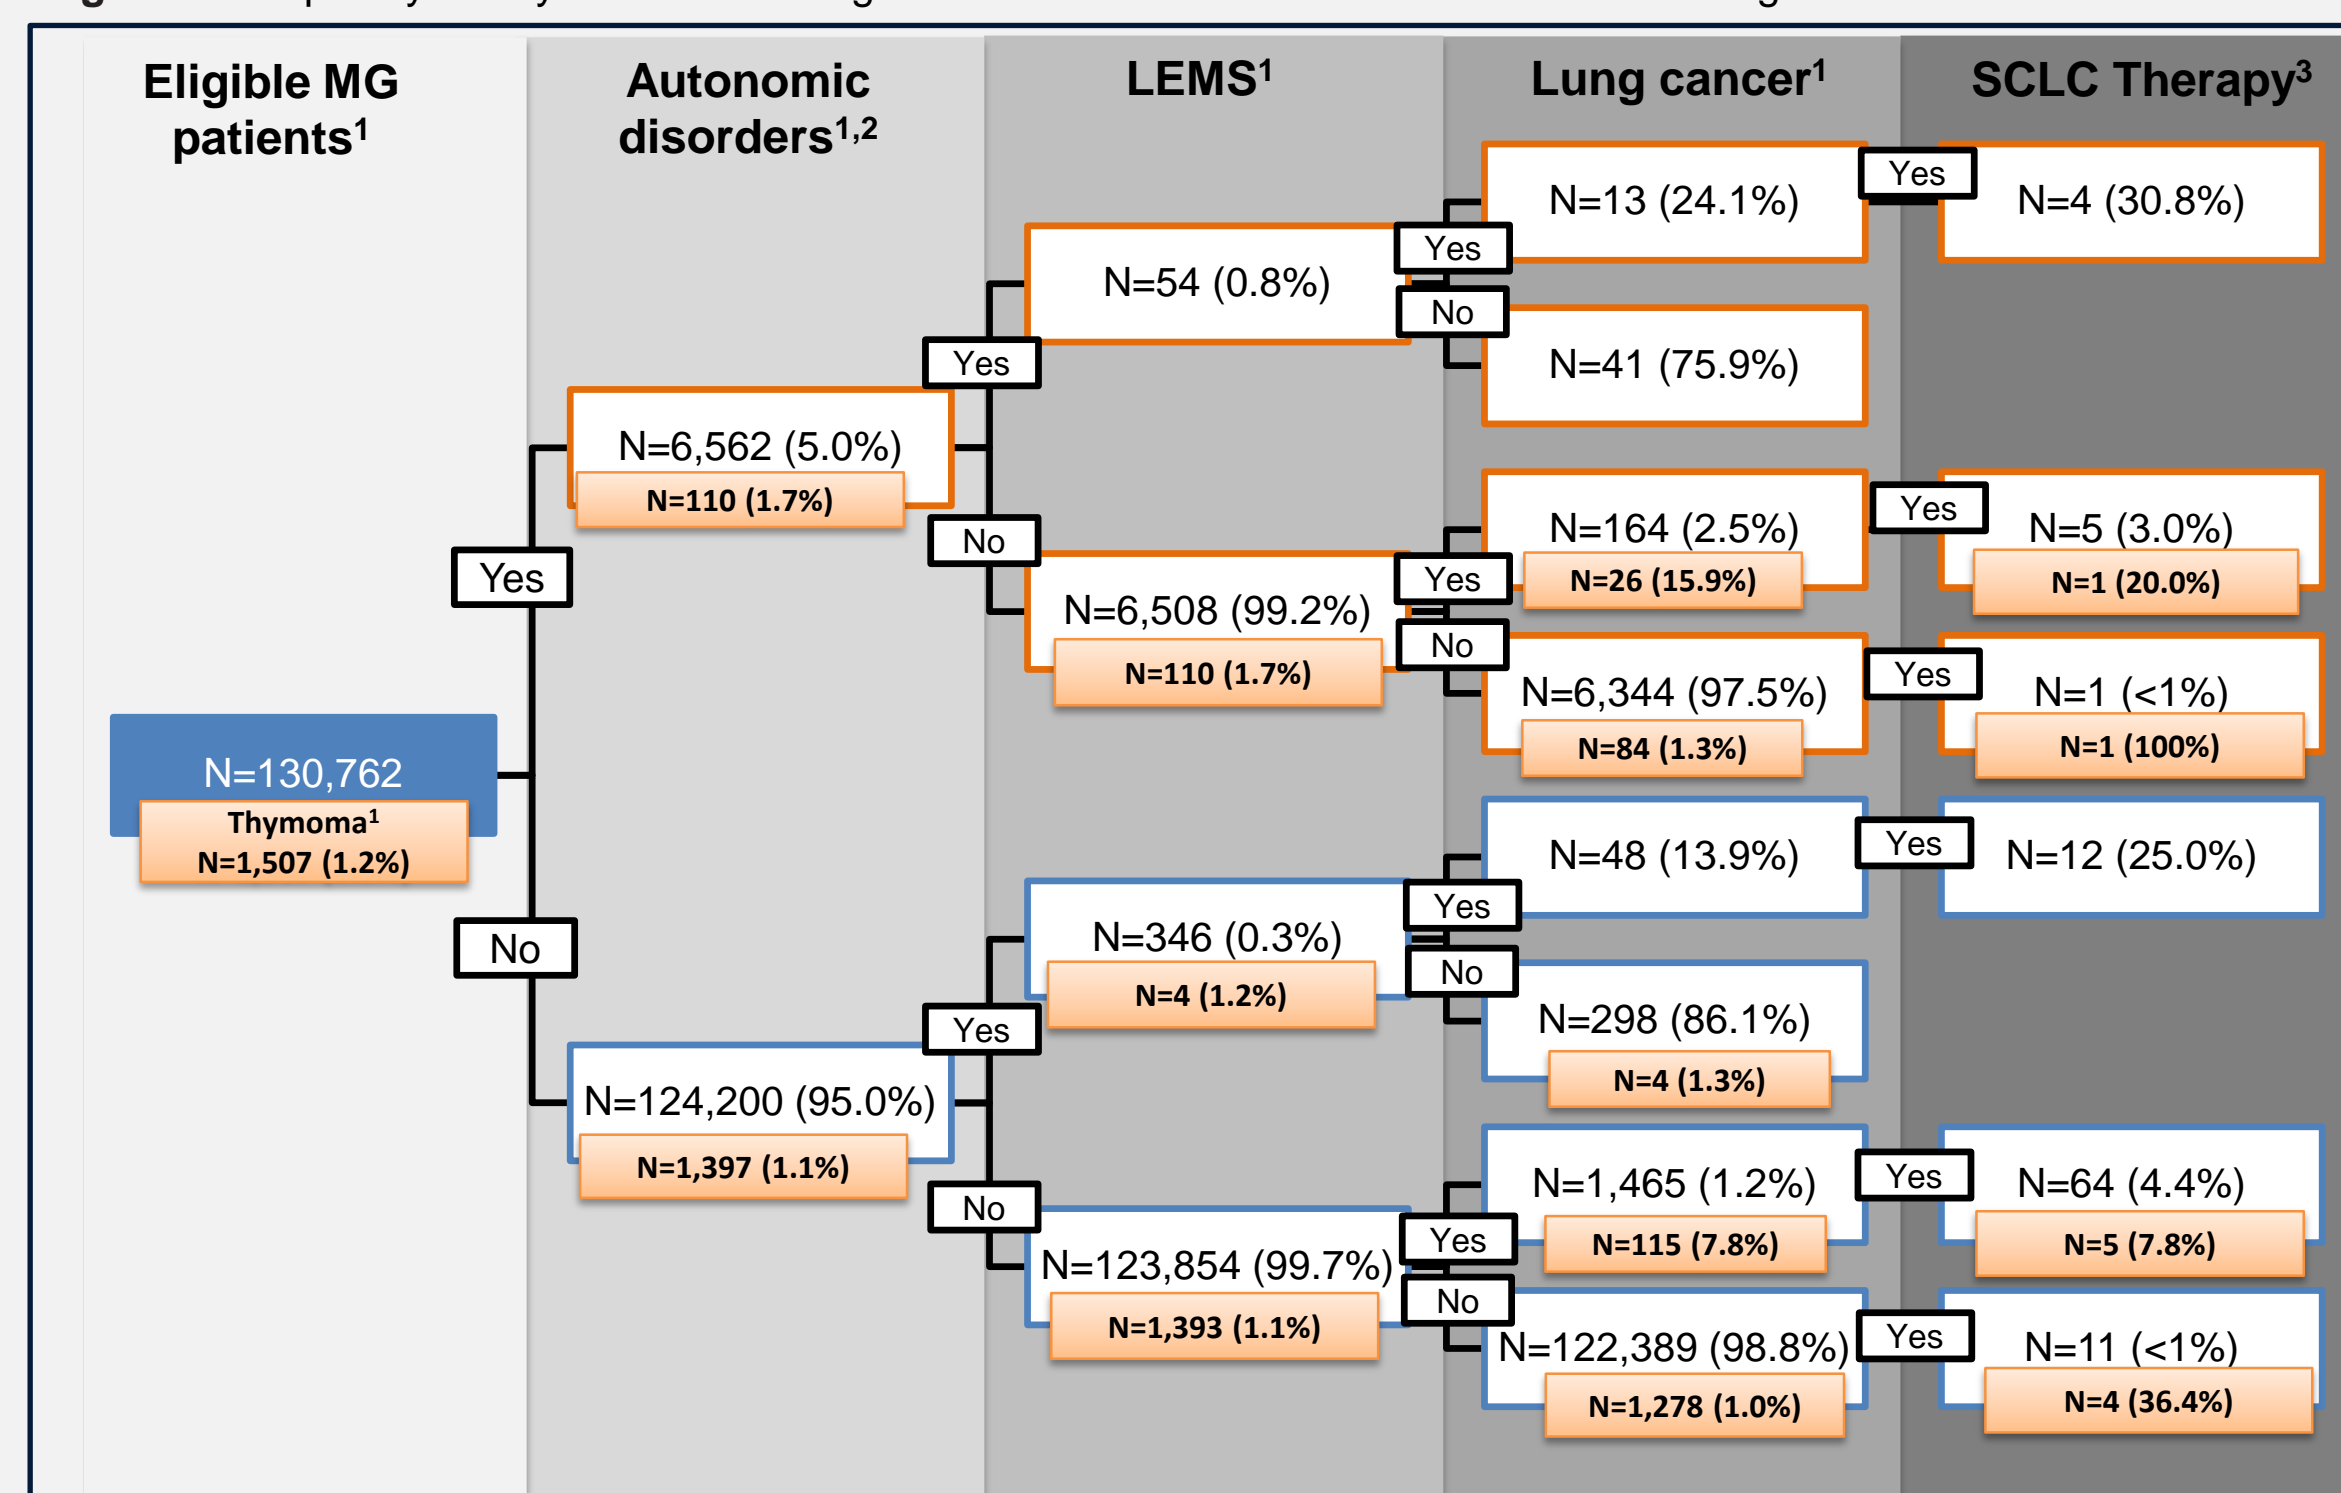 Eligible MG
patients¹
Autonomic
disorders¹,²
LEMS¹
Lung cancer¹
SCLC Therapy³
N=130,762
Thymoma¹
N=1,507 (1.2%)
Yes
No
N=6,562 (5.0%)
N=110 (1.7%)
N=124,200 (95.0%)
N=1,397 (1.1%)
Yes
No
Yes
No
N=54 (0.8%)
N=6,508 (99.2%)
N=110 (1.7%)
N=346 (0.3%)
N=4 (1.2%)
N=123,854 (99.7%)
N=1,393 (1.1%)
Yes
No
Yes
No
Yes
No
Yes
No
N=13 (24.1%)
N=41 (75.9%)
N=164 (2.5%)
N=26 (15.9%)
N=6,344 (97.5%)
N=84 (1.3%)
N=48 (13.9%)
N=298 (86.1%)
N=4 (1.3%)
N=1,465 (1.2%)
N=115 (7.8%)
N=122,389 (98.8%)
N=1,278 (1.0%)
Yes
Yes
Yes
Yes
Yes
Yes
N=4 (30.8%)
N=5 (3.0%)
N=1 (20.0%)
N=1 (<1%)
N=1 (100%)
N=12 (25.0%)
N=64 (4.4%)
N=5 (7.8%)
N=11 (<1%)
N=4 (36.4%)